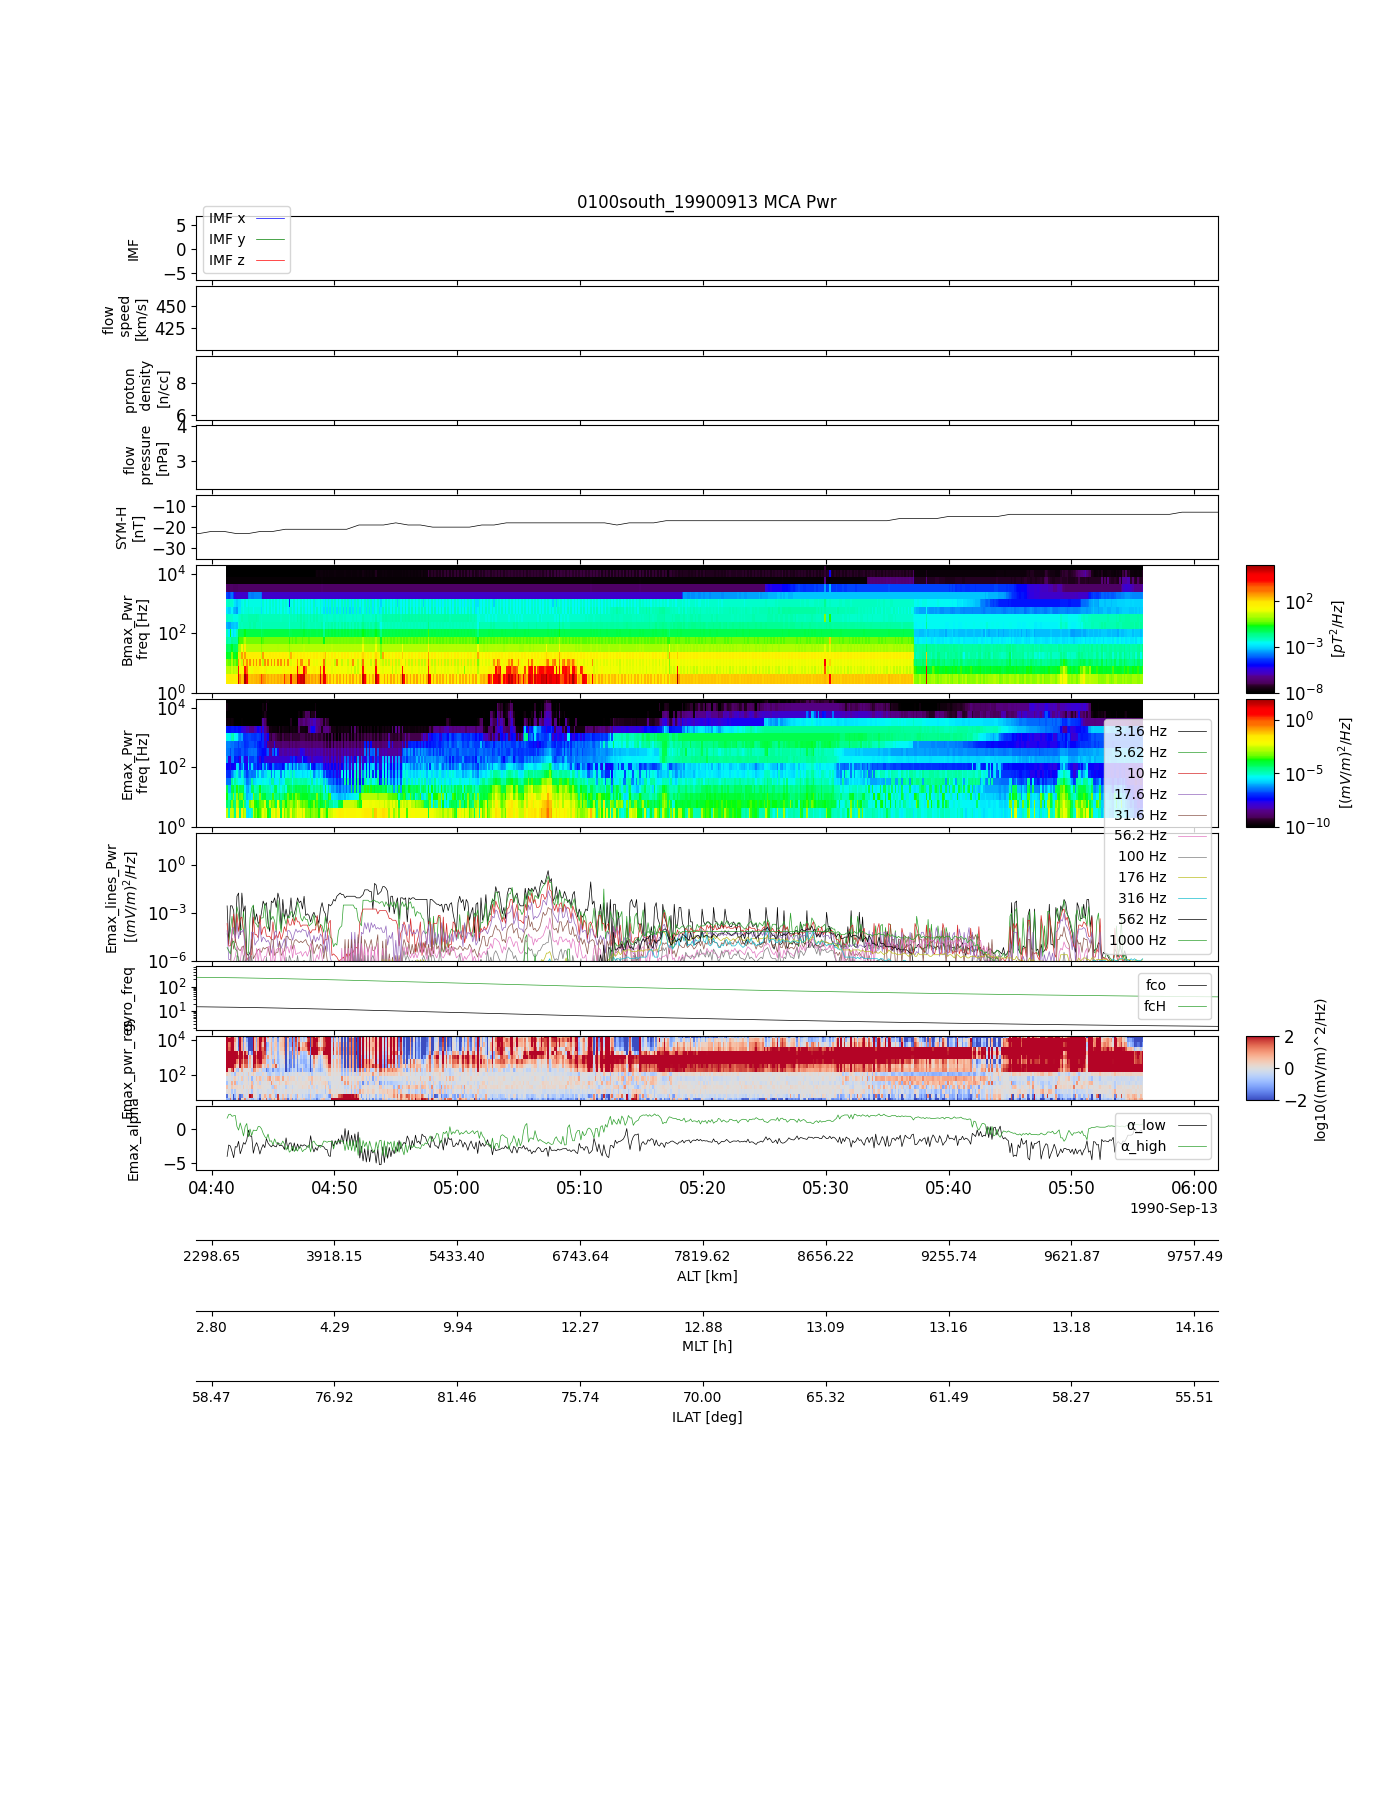 0100south_19900913 MCA Pwr
IMF
5
0
−5
IMF x
IMF y
IMF z
flow
speed
[km/s]
450
425
proton
density
[n/cc]
8
6
flow
pressure
[nPa]
4
3
SYM-H
[nT]
−10
−20
−30
Bmax_Pwr
freq [Hz]
10^4
10^2
10^0
10^2
10^−3
10^−8
[pT^2/Hz]
Emax_Pwr
freq [Hz]
10^4
10^2
10^0
10^0
10^−5
10^−10
[(mV/m)^2/Hz]
3.16 Hz
5.62 Hz
10 Hz
17.6 Hz
31.6 Hz
56.2 Hz
100 Hz
176 Hz
316 Hz
562 Hz
1000 Hz
Emax_lines_Pwr
[(mV/m)^2/Hz]
10^0
10^−3
10^−6
gyro_freq
10^2
10^1
fco
fcH
Emax_pwr_reg
10^4
10^2
2
0
−2
log10((mV/m)^2/Hz)
Emax_alpha
0
−5
α_low
α_high
04:40 04:50 05:00 05:10 05:20 05:30 05:40 05:50 06:00
1990-Sep-13
2298.65 3918.15 5433.40 6743.64 7819.62 8656.22 9255.74 9621.87 9757.49
ALT [km]
2.80 4.29 9.94 12.27 12.88 13.09 13.16 13.18 14.16
MLT [h]
58.47 76.92 81.46 75.74 70.00 65.32 61.49 58.27 55.51
ILAT [deg]